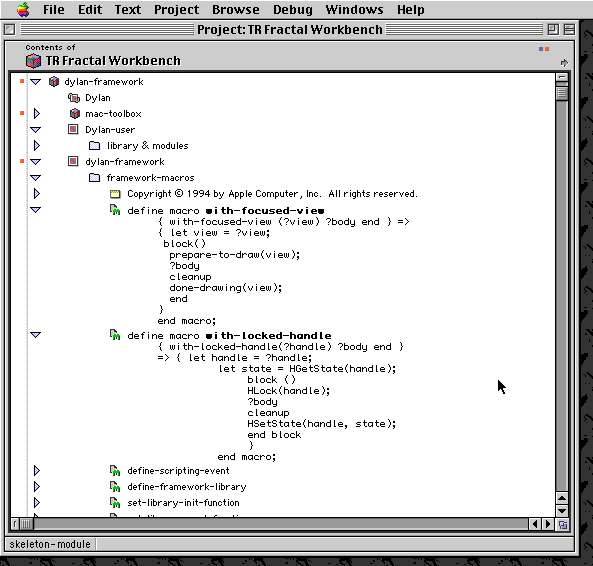 File Edit Text Project Browse Debug Windows Help
Project: TR Fractal Workbench
Contents of
TR Fractal Workbench
dylan-framework
Dylan
mac-toolbox
Dylan-user
library & modules
dylan-framework
framework-macros
Copyright © 1994 by Apple Computer, Inc. All rights reserved.
define macro with-focused-view
{ with-focused-view (?view) ?body end } =>
{ let view = ?view;
block()
prepare-to-draw(view);
?body
cleanup
done-drawing(view);
end
}
end macro;
define macro with-locked-handle
{ with-locked-handle(?handle) ?body end }
=> { let handle = ?handle;
let state = HGetState(handle);
block ()
HLock(handle);
?body
cleanup
HSetState(handle, state);
end block
}
end macro;
define-scripting-event
define-framework-library
set-library-init-function
skeleton-module